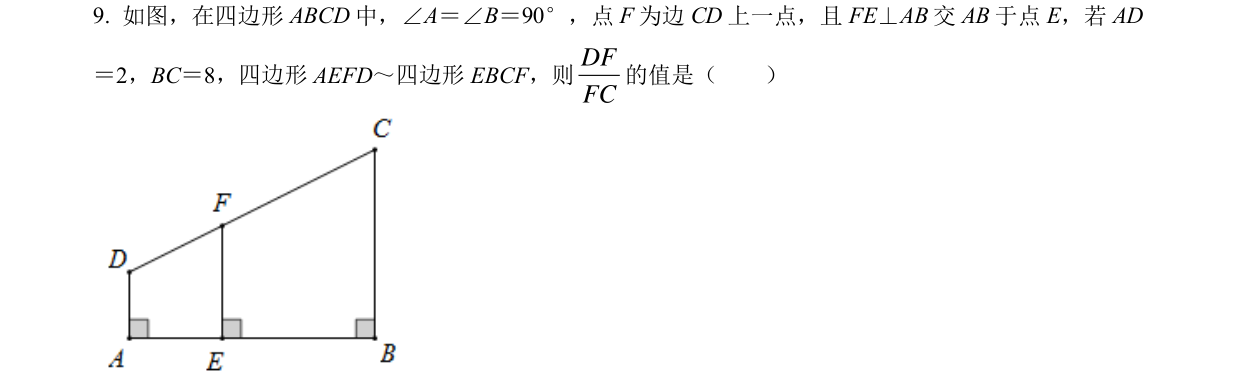 9. 如图，在四边形 ABCD 中，∠A＝∠B＝90°，点 F 为边 CD 上一点，且 FE⊥AB 交 AB 于点 E，若 AD
＝2，BC＝8，四边形 AEFD～四边形 EBCF，则 DF/FC 的值是（　　）
C
F
D
A
E
B